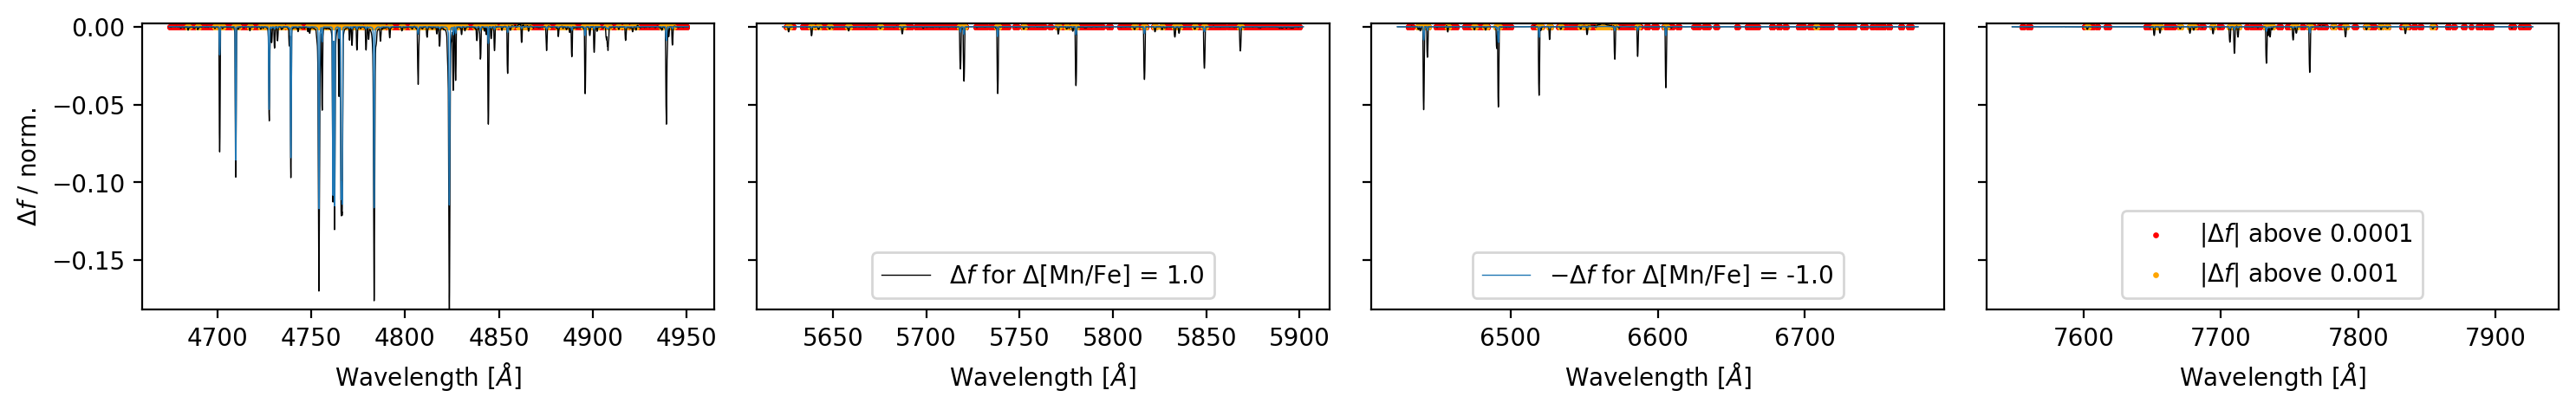 0.00
−0.05
−0.10
−0.15
Δf / norm.
4700 4750 4800 4850 4900 4950
Wavelength [Å]
Δf for Δ[Mn/Fe] = 1.0
5650 5700 5750 5800 5850 5900
Wavelength [Å]
−Δf for Δ[Mn/Fe] = -1.0
6500 6600 6700
Wavelength [Å]
|Δf| above 0.0001
|Δf| above 0.001
7600 7700 7800 7900
Wavelength [Å]